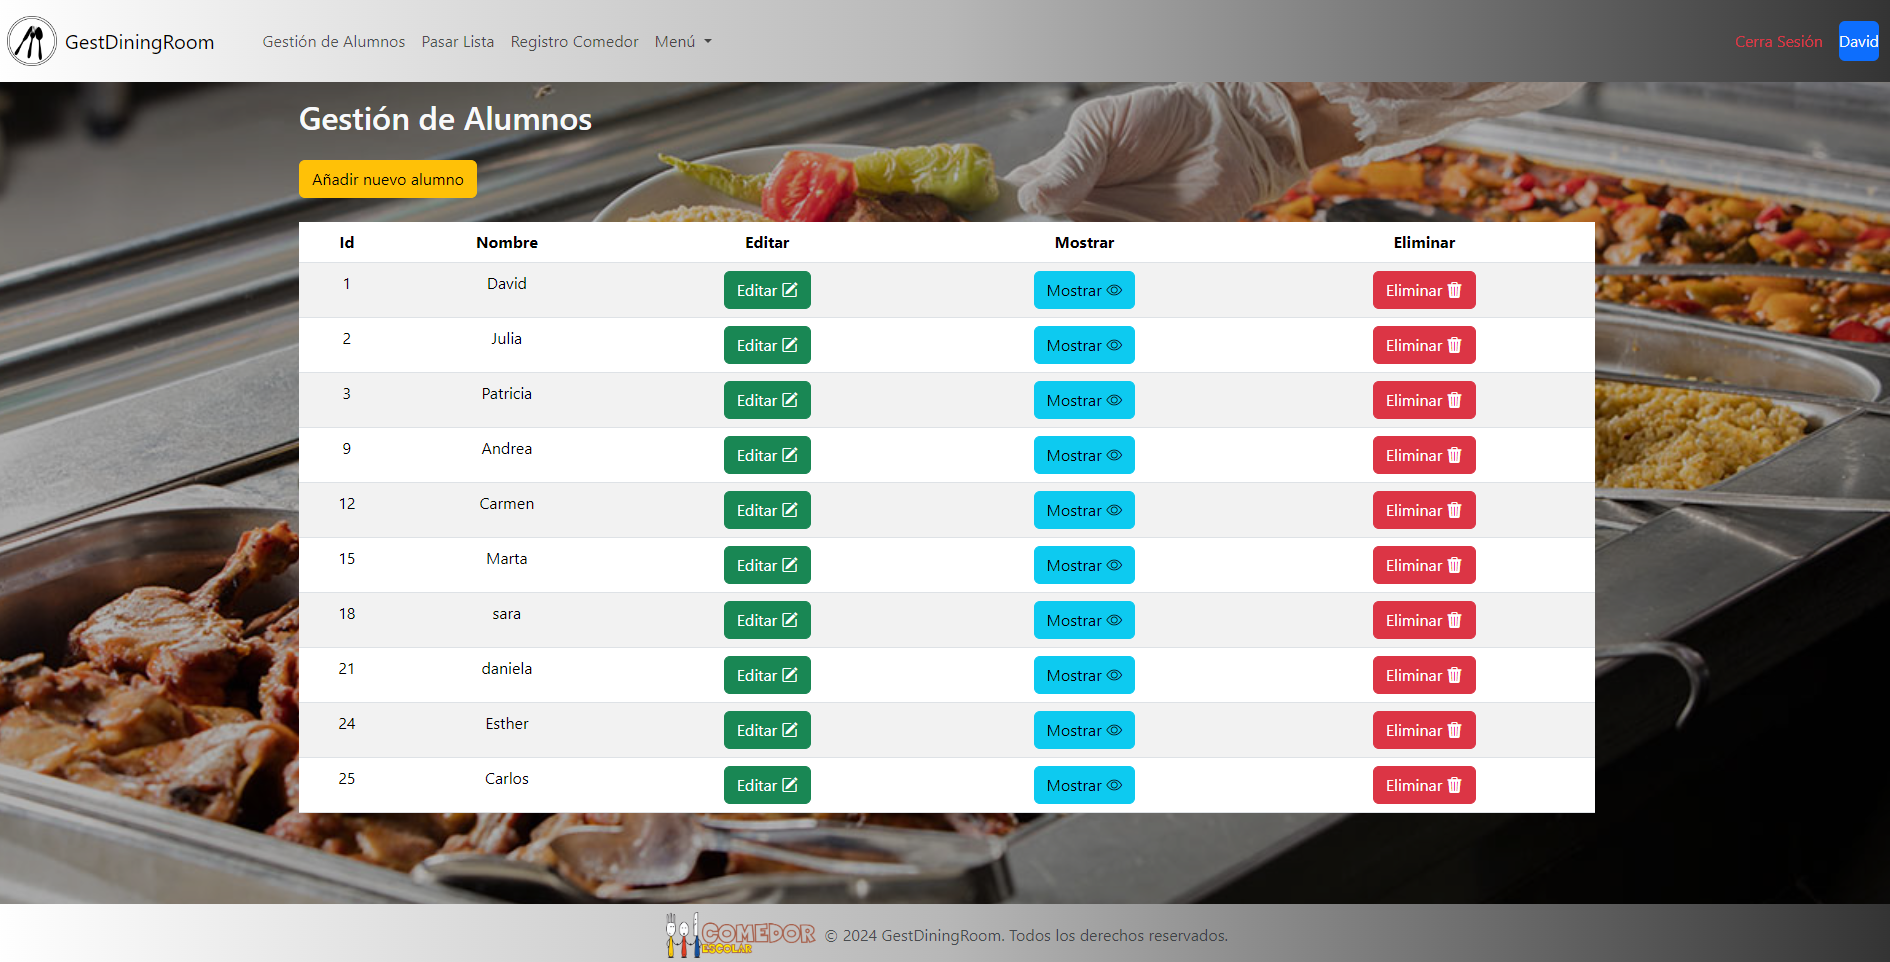 GestDiningRoom Gestión de Alumnos Pasar Lista Registro Comedor Menú Cerra Sesión David
Gestión de Alumnos
Añadir nuevo alumno
Id Nombre Editar Mostrar Eliminar
1 David Editar Mostrar Eliminar
2 Julia Editar Mostrar Eliminar
3 Patricia Editar Mostrar Eliminar
9 Andrea Editar Mostrar Eliminar
12 Carmen Editar Mostrar Eliminar
15 Marta Editar Mostrar Eliminar
18 sara Editar Mostrar Eliminar
21 daniela Editar Mostrar Eliminar
24 Esther Editar Mostrar Eliminar
25 Carlos Editar Mostrar Eliminar
COMEDOR
ESCOLAR
© 2024 GestDiningRoom. Todos los derechos reservados.